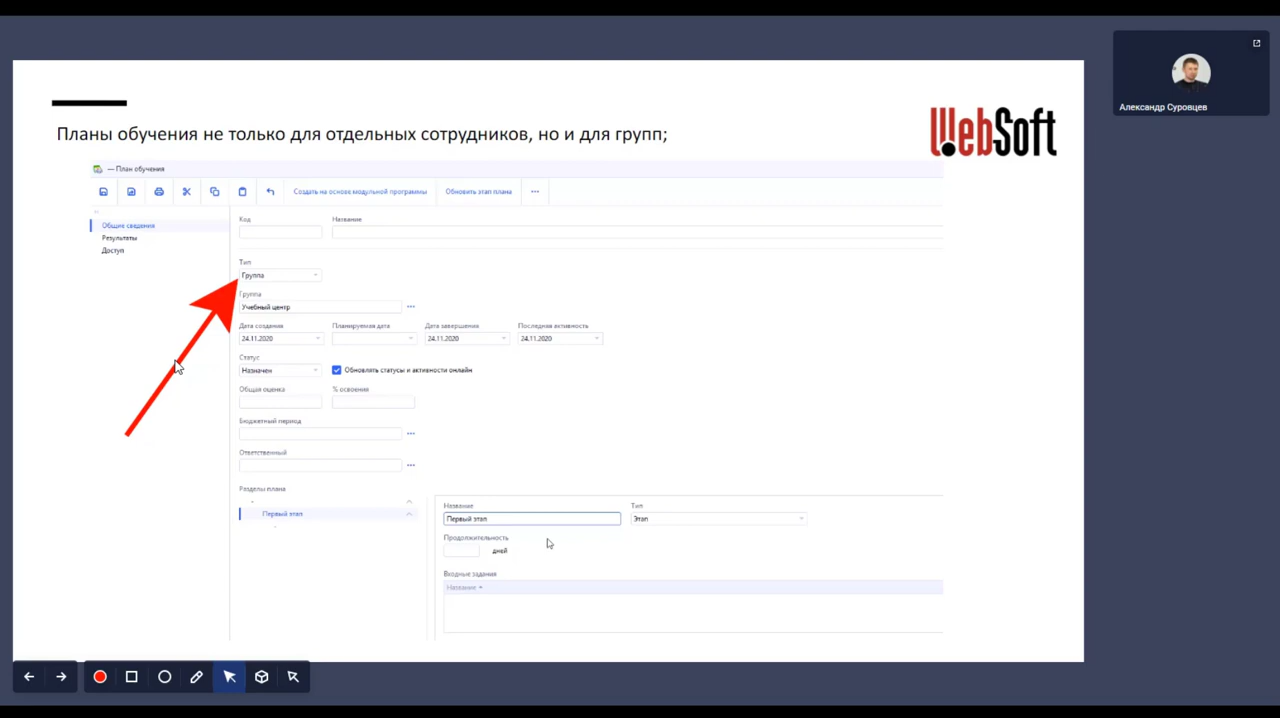 Александр Суровцев
Планы обучения не только для отдельных сотрудников, но и для групп;
WebSoft
— План обучения
Создать на основе модульной программы Обновить этап плана
Общие сведения
Результаты
Доступ
Код Название
Тип
Группа
Группа
Учебный центр
Дата создания Планируемая дата Дата завершения Последняя активность
24.11.2020 24.11.2020 24.11.2020
Статус
Назначен Обновлять статусы и активности онлайн
Общая оценка % освоения
Бюджетный период
Ответственный
Разделы плана
Первый этап
Название Тип
Первый этап Этап
Продолжительность
дней
Входные задания
Название